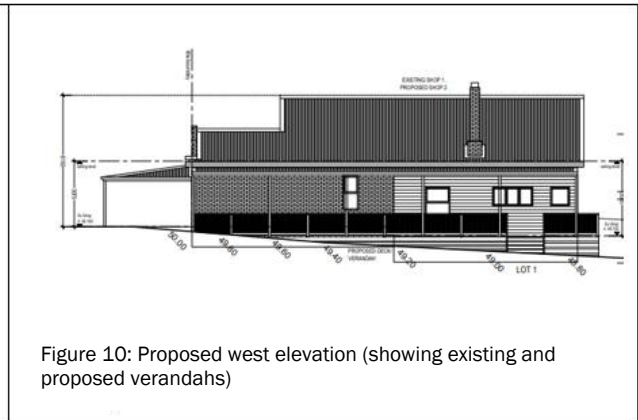 EXISTING SHOP 1
PROPOSED SHOP 2
50.00
49.80
49.60
49.40
49.20
49.00
48.80
PROPOSED DECK/
VERANDAH
LOT 1
Figure 10: Proposed west elevation (showing existing and
proposed verandahs)